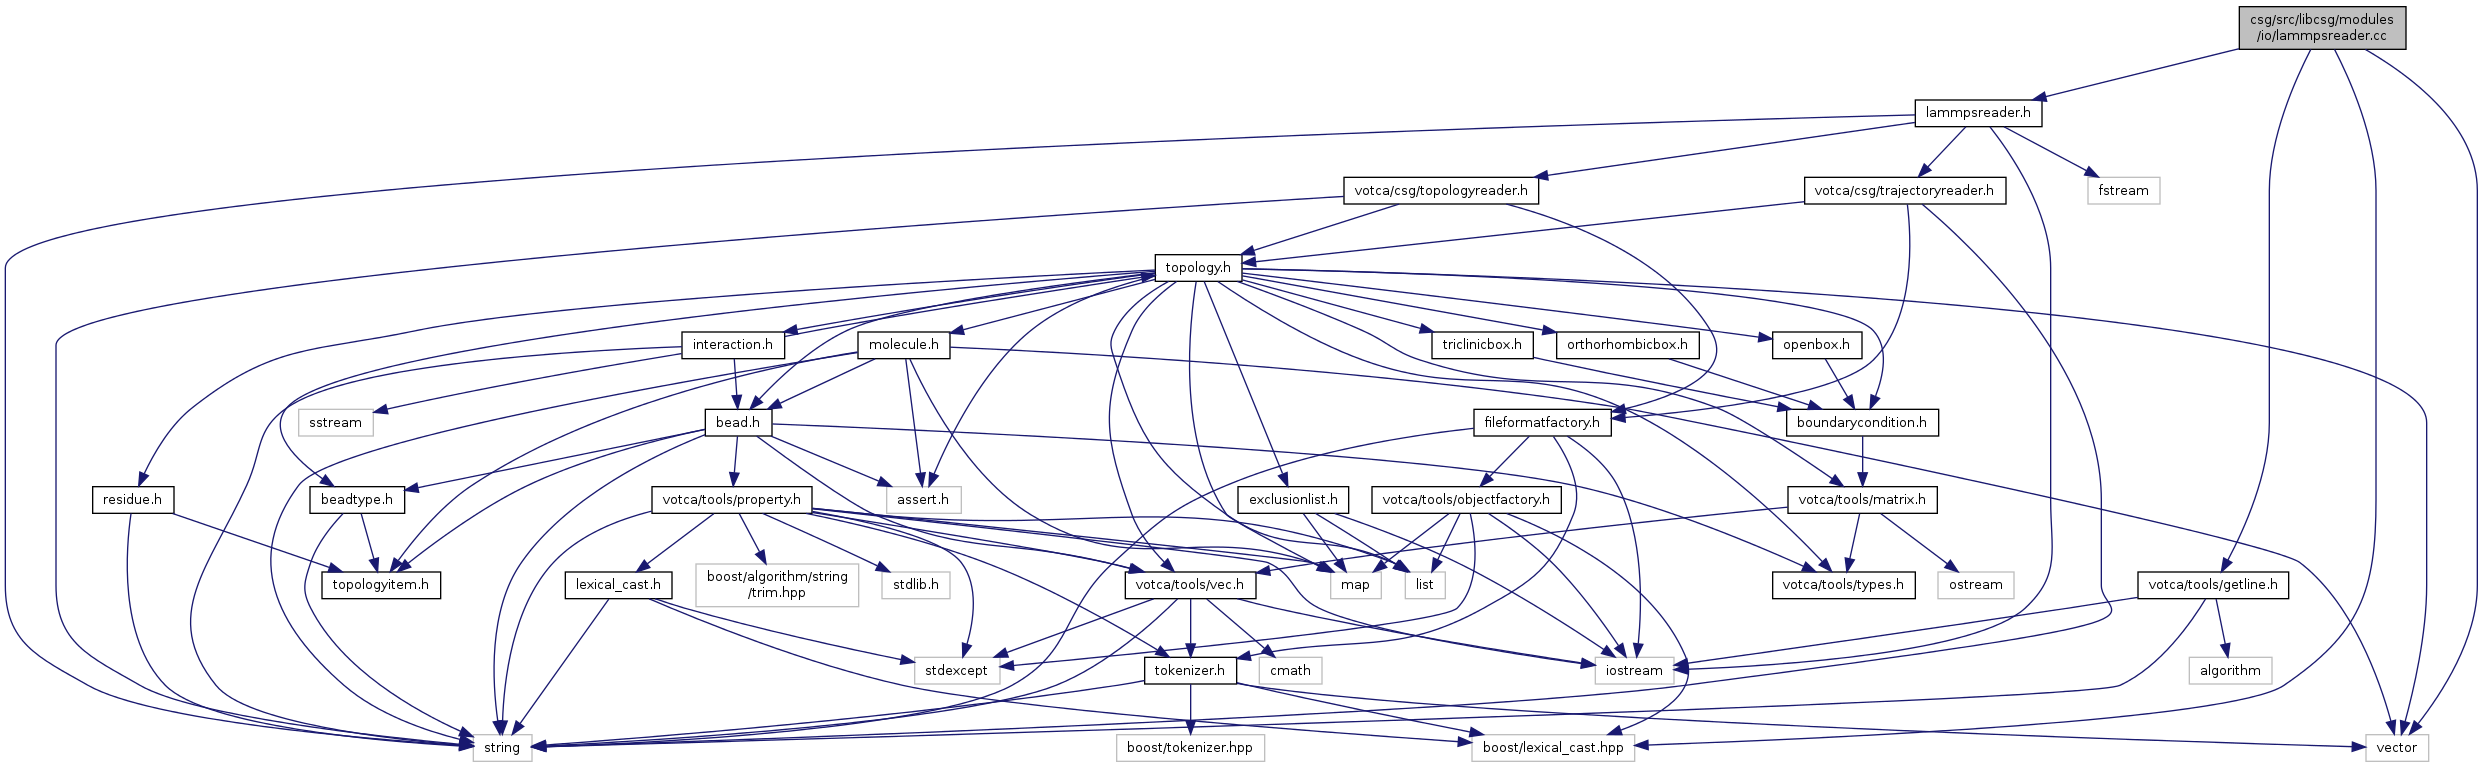 csg/src/libcsg/modules
/io/lammpsreader.cc
lammpsreader.h
votca/csg/topologyreader.h
votca/csg/trajectoryreader.h
fstream
topology.h
interaction.h
molecule.h
triclinicbox.h
orthorhombicbox.h
openbox.h
sstream
bead.h
fileformatfactory.h
boundarycondition.h
residue.h
beadtype.h
votca/tools/property.h
assert.h
exclusionlist.h
votca/tools/objectfactory.h
votca/tools/matrix.h
topologyitem.h
lexical_cast.h
boost/algorithm/string
/trim.hpp
stdlib.h
votca/tools/vec.h
map
list
votca/tools/types.h
ostream
votca/tools/getline.h
stdexcept
tokenizer.h
cmath
iostream
algorithm
string
boost/tokenizer.hpp
boost/lexical_cast.hpp
vector